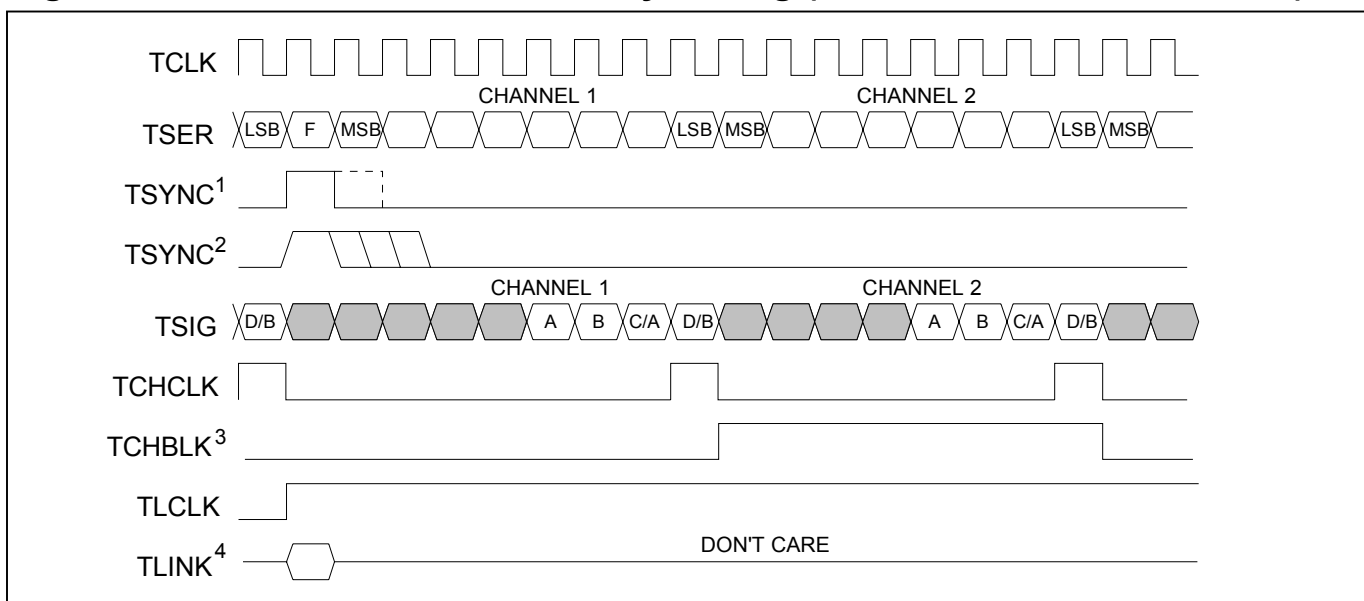 TCLK
CHANNEL 1 CHANNEL 2
TSER LSB F MSB LSB MSB LSB MSB
TSYNC1
TSYNC2
CHANNEL 1 CHANNEL 2
TSIG D/B A B C/A D/B A B C/A D/B
TCHCLK
TCHBLK3
TLCLK
DON'T CARE
TLINK4